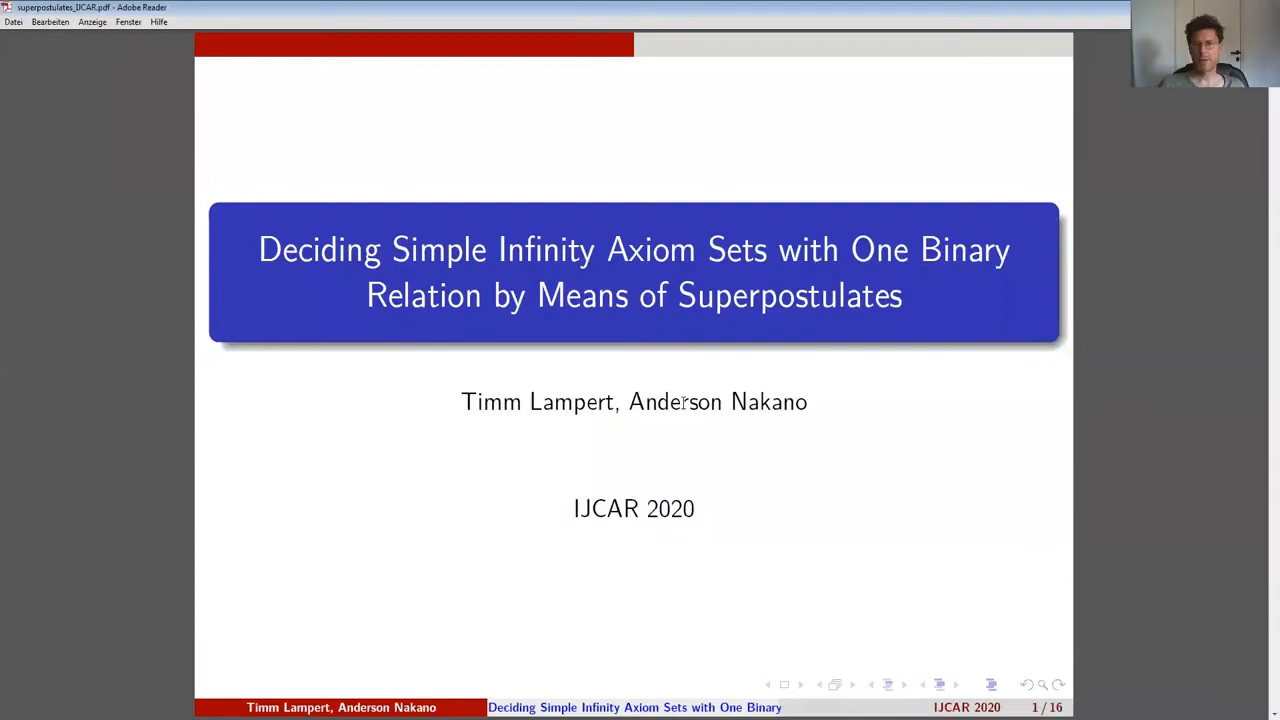 superpostulates_IJCAR.pdf - Adobe Reader
Datei Bearbeiten Anzeige Fenster Hilfe
Deciding Simple Infinity Axiom Sets with One Binary
Relation by Means of Superpostulates
Timm Lampert, Anderson Nakano
IJCAR 2020
Timm Lampert, Anderson Nakano Deciding Simple Infinity Axiom Sets with One Binary IJCAR 2020 1 / 16